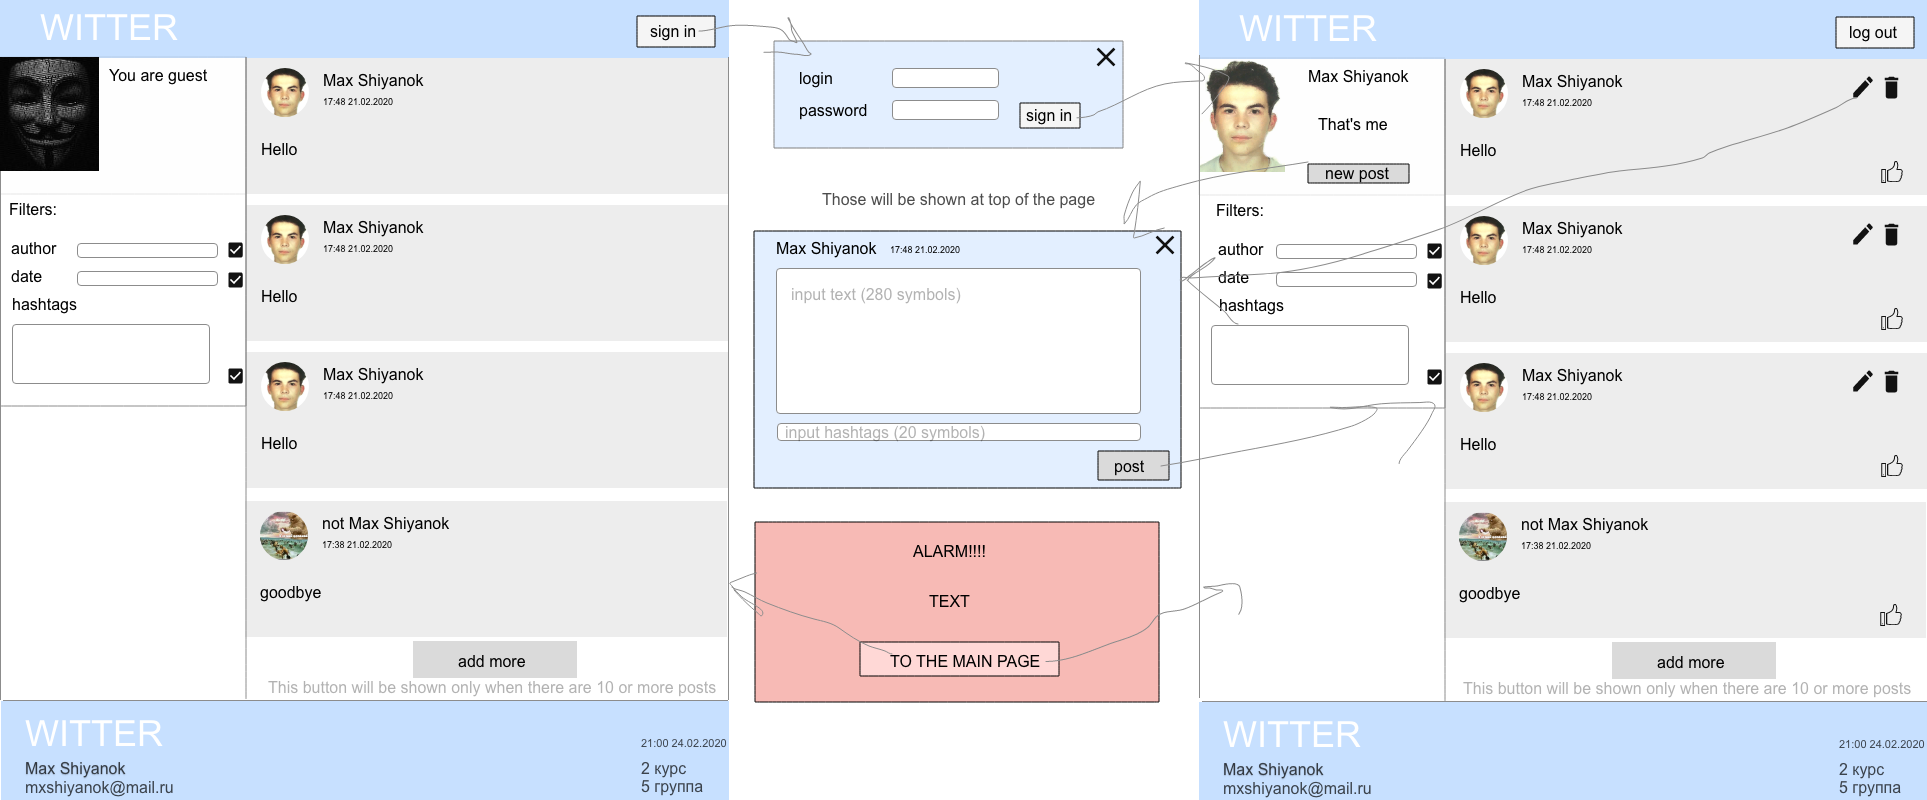 WITTER
sign in
You are guest
Filters:
author
date
hashtags
Max Shiyanok
17:48 21.02.2020
Hello
Max Shiyanok
17:48 21.02.2020
Hello
Max Shiyanok
17:48 21.02.2020
Hello
not Max Shiyanok
17:38 21.02.2020
goodbye
add more
This button will be shown only when there are 10 or more posts
WITTER
Max Shiyanok
mxshiyanok@mail.ru
21:00 24.02.2020
2 курс
5 группа
login
password
sign in
Those will be shown at top of the page
Max Shiyanok 17:48 21.02.2020
input text (280 symbols)
input hashtags (20 symbols)
post
ALARM!!!!
TEXT
TO THE MAIN PAGE
WITTER
log out
Max Shiyanok
That's me
new post
Filters:
author
date
hashtags
Max Shiyanok
17:48 21.02.2020
Hello
Max Shiyanok
17:48 21.02.2020
Hello
Max Shiyanok
17:48 21.02.2020
Hello
not Max Shiyanok
17:38 21.02.2020
goodbye
add more
This button will be shown only when there are 10 or more posts
WITTER
Max Shiyanok
mxshiyanok@mail.ru
21:00 24.02.2020
2 курс
5 группа